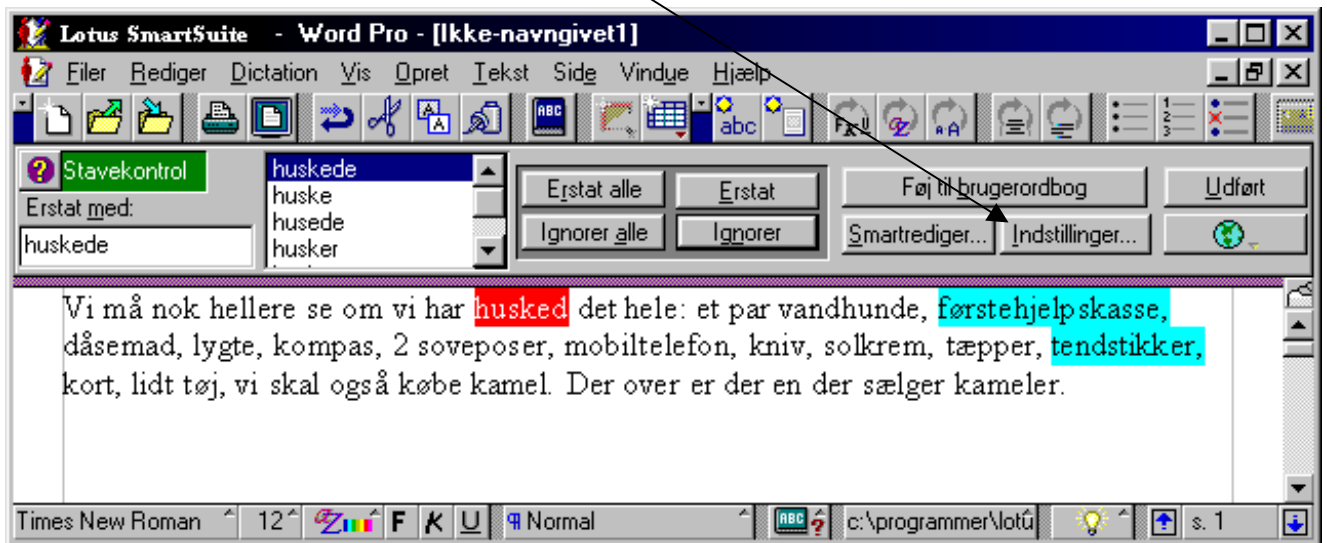 Lotus SmartSuite - Word Pro - [Ikke-navngivet1]
Filer Rediger Dictation Vis Opret Tekst Side Vindue Hjælp
ABC abc
Stavekontrol
Erstat med:
huskede
huskede
huske
husede
husker
Erstat alle Erstat
Ignorer alle Ignorer
Føj til brugerordbog Udført
Smartrediger... Indstillinger...
Vi må nok hellere se om vi har husked det hele: et par vandhunde, førstehjelpskasse,
dåsemad, lygte, kompas, 2 soveposer, mobiltelefon, kniv, solkrem, tæpper, tendstikker,
kort, lidt tøj, vi skal også købe kamel. Der over er der en der sælger kameler.
Times New Roman 12 F K U Normal ABC c:\programmer\lotu s. 1